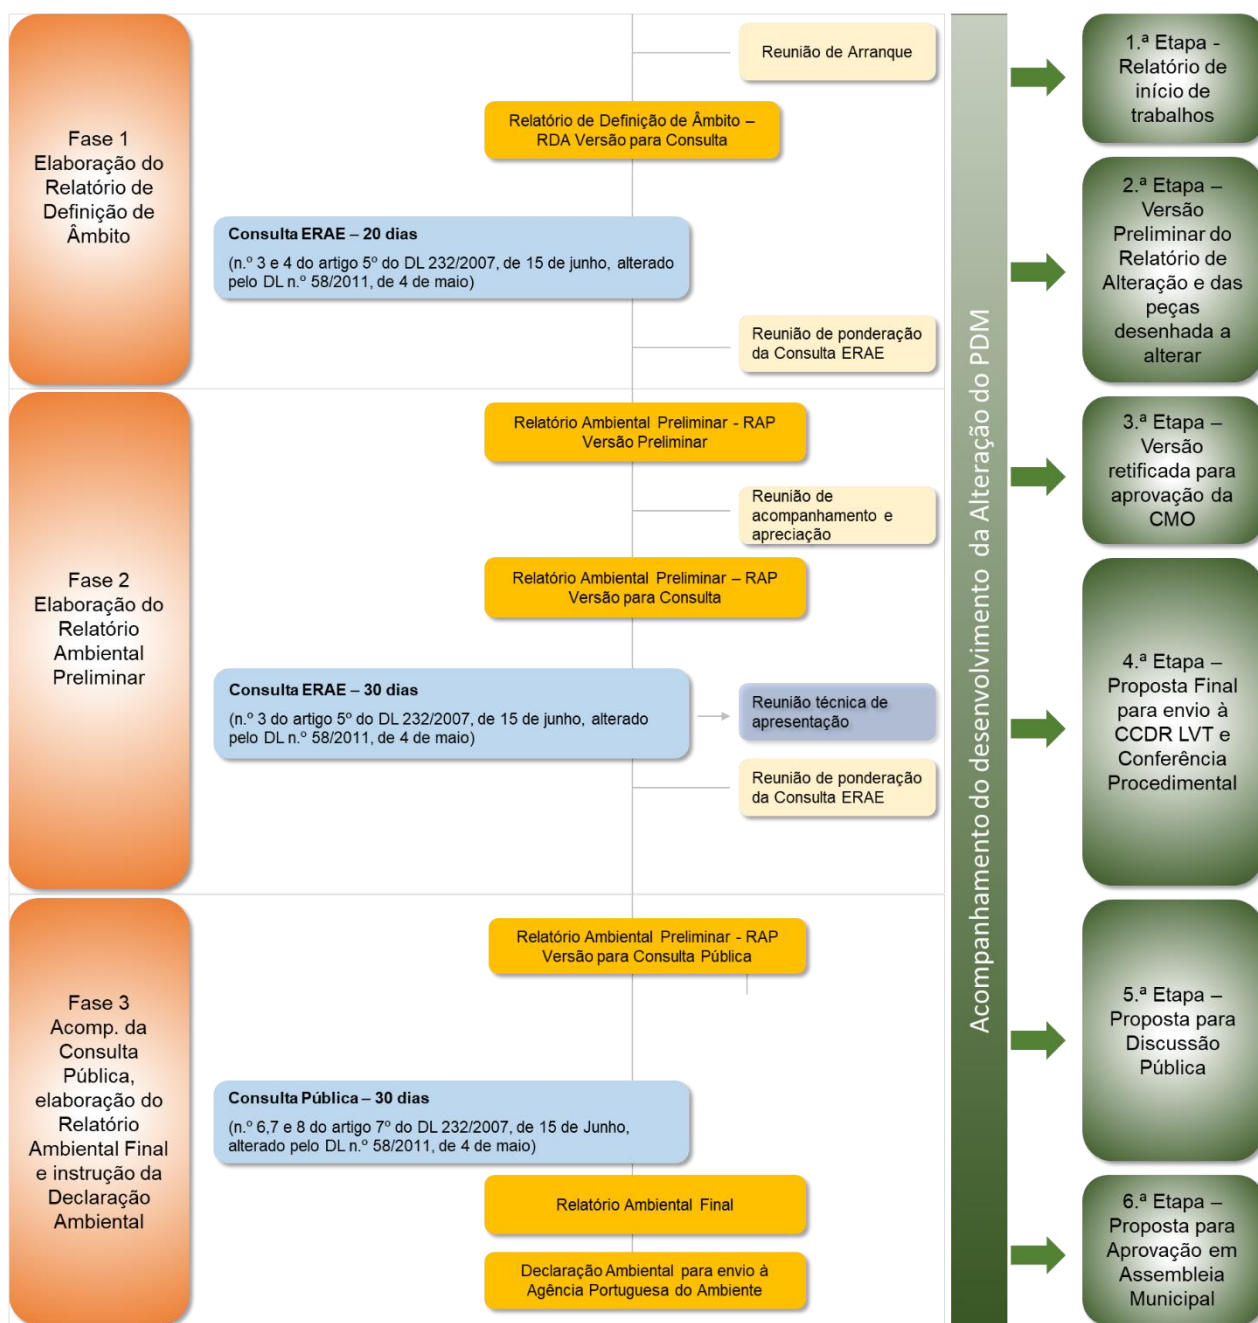 Fase 1
Elaboração do
Relatório de
Definição de
Âmbito
Reunião de Arranque
Relatório de Definição de Âmbito –
RDA Versão para Consulta
Consulta ERAE – 20 dias
(n.º 3 e 4 do artigo 5º do DL 232/2007, de 15 de junho, alterado
pelo DL n.º 58/2011, de 4 de maio)
Reunião de ponderação
da Consulta ERAE
Fase 2
Elaboração do
Relatório
Ambiental
Preliminar
Relatório Ambiental Preliminar - RAP
Versão Preliminar
Reunião de
acompanhamento e
apreciação
Relatório Ambiental Preliminar – RAP
Versão para Consulta
Consulta ERAE – 30 dias
(n.º 3 do artigo 5º do DL 232/2007, de 15 de junho, alterado
pelo DL n.º 58/2011, de 4 de maio)
Reunião técnica de
apresentação
Reunião de ponderação
da Consulta ERAE
Fase 3
Acomp. da
Consulta
Pública,
elaboração do
Relatório
Ambiental Final
e instrução da
Declaração
Ambiental
Relatório Ambiental Preliminar - RAP
Versão para Consulta Pública
Consulta Pública – 30 dias
(n.º 6,7 e 8 do artigo 7º do DL 232/2007, de 15 de Junho,
alterado pelo DL n.º 58/2011, de 4 de maio)
Relatório Ambiental Final
Declaração Ambiental para envio à
Agência Portuguesa do Ambiente
Acompanhamento do desenvolvimento da Alteração do PDM
1.ª Etapa -
Relatório de
início de
trabalhos
2.ª Etapa –
Versão
Preliminar do
Relatório de
Alteração e das
peças
desenhada a
alterar
3.ª Etapa –
Versão
retificada para
aprovação da
CMO
4.ª Etapa –
Proposta Final
para envio à
CCDR LVT e
Conferência
Procedimental
5.ª Etapa –
Proposta para
Discussão
Pública
6.ª Etapa –
Proposta para
Aprovação em
Assembleia
Municipal